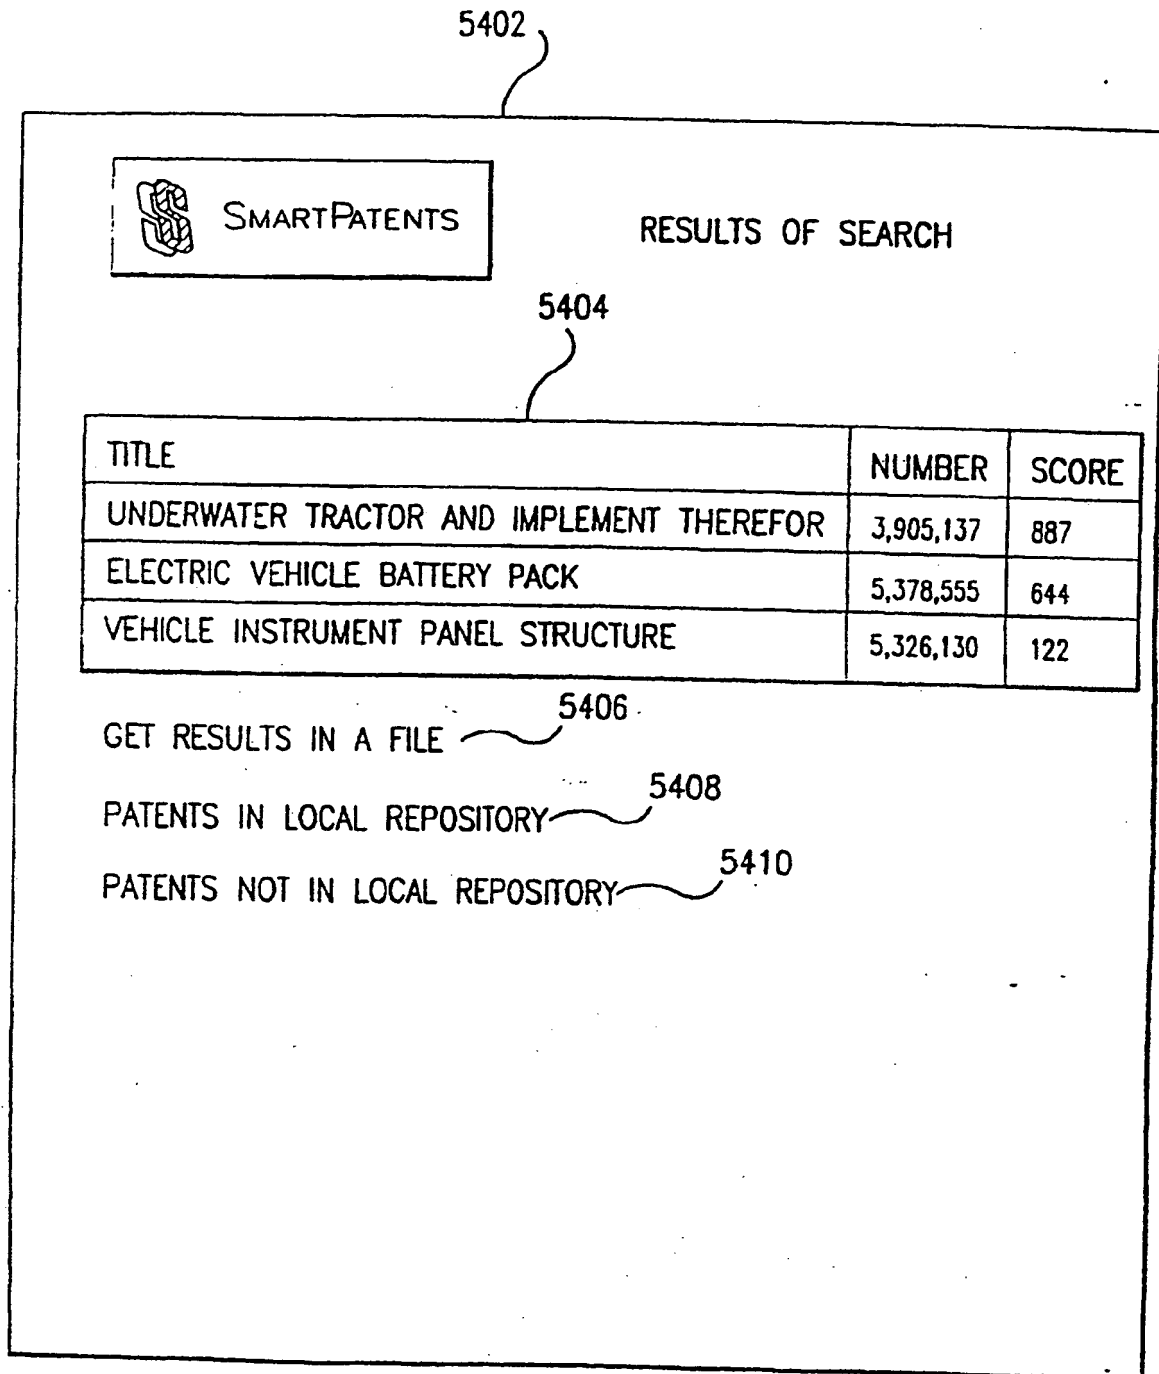 5402
SMARTPATENTS
RESULTS OF SEARCH
5404
TITLE NUMBER SCORE
UNDERWATER TRACTOR AND IMPLEMENT THEREFOR 3,905,137 887
ELECTRIC VEHICLE BATTERY PACK 5,378,555 644
VEHICLE INSTRUMENT PANEL STRUCTURE 5,326,130 122
GET RESULTS IN A FILE 5406
PATENTS IN LOCAL REPOSITORY 5408
PATENTS NOT IN LOCAL REPOSITORY 5410